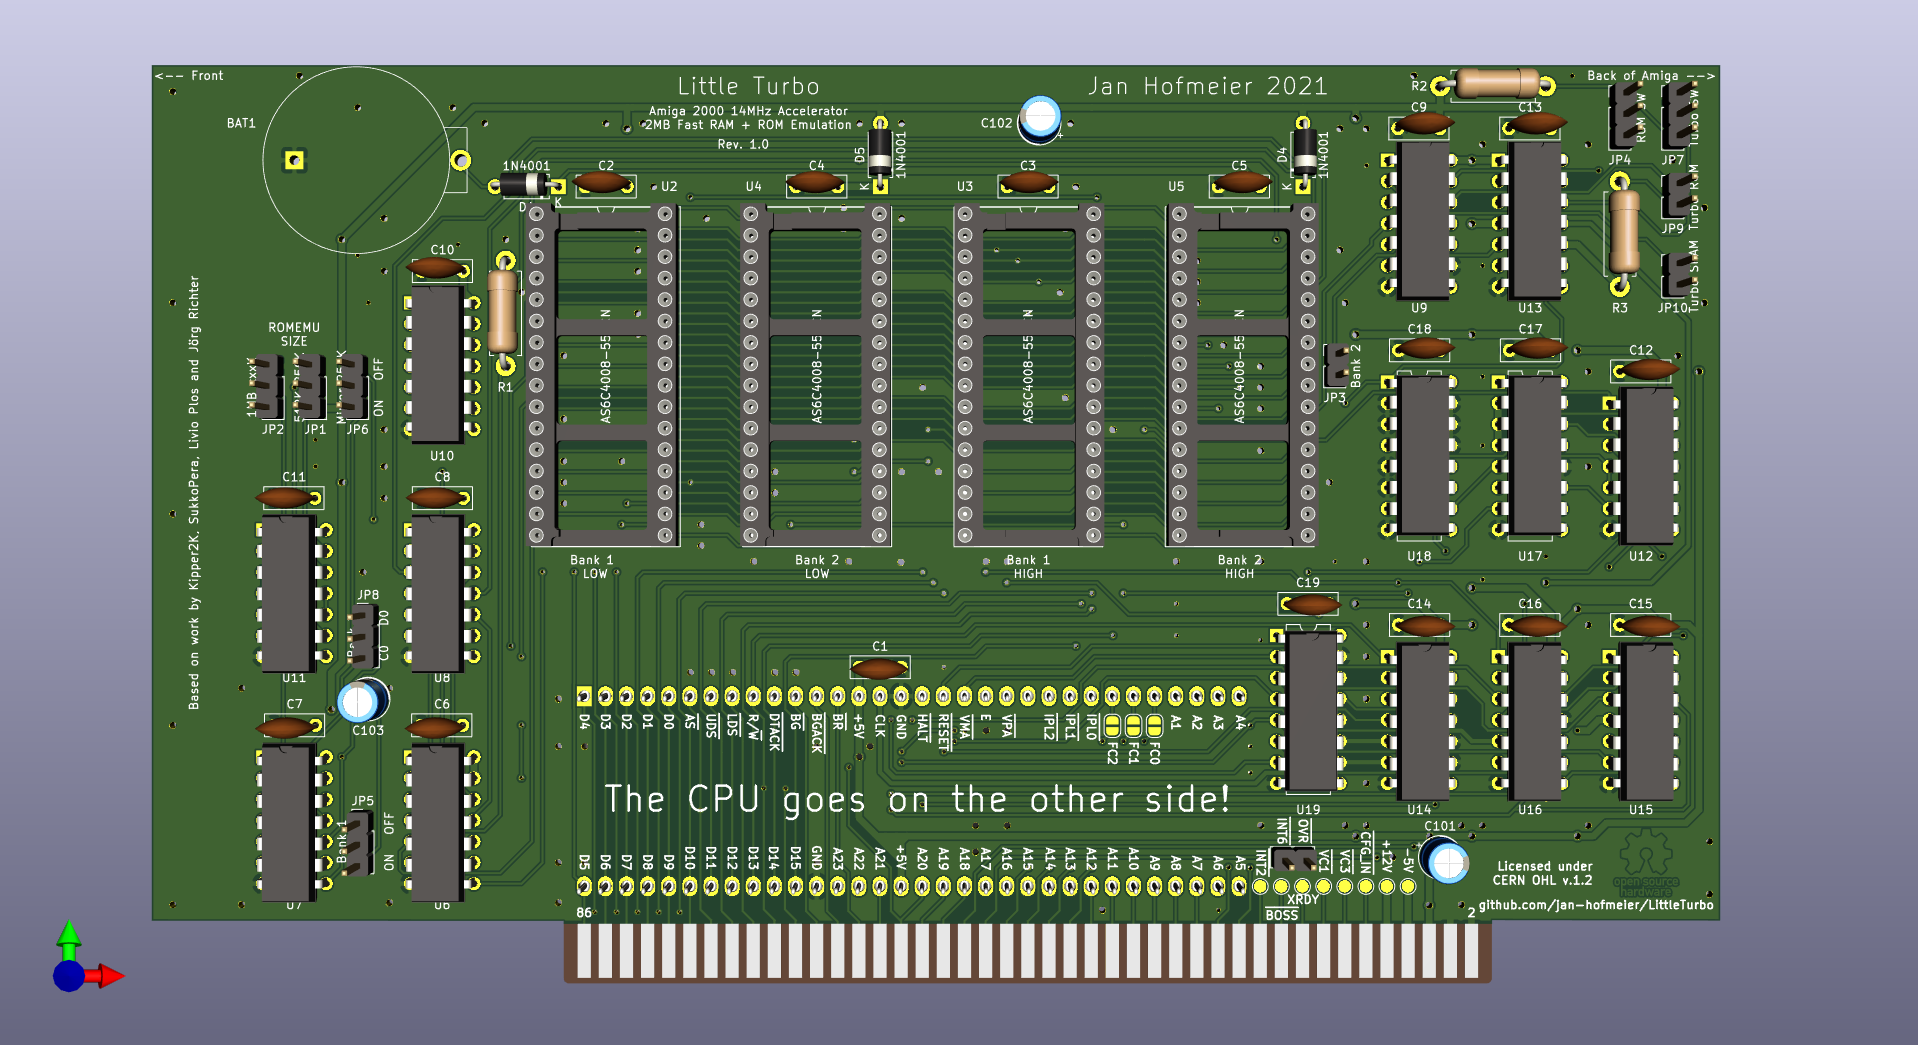 <-- Front
Little Turbo
Jan Hofmeier 2021
Back of Amiga -->
Amiga 2000 14MHz Accelerator
2MB Fast RAM + ROM Emulation
Rev. 1.0
BAT1
C102
D5
1N4001
K
D4
1N4001
K
1N4001
K
R2
C9
C13
JP4
JP7
C2
U2
U4
C4
U3
C3
U5
C5
JP9
C10
R1
U10
U9
U13
R3
JP10
Based on work by Kipper2K, SukkoPera, Livio Plos and Jörg Richter
ROMEMU
SIZE
OFF
ON
JP2
JP1
JP6
AS6C4008-55
AS6C4008-55
AS6C4008-55
AS6C4008-55
Bank 2
JP3
C18
C17
C12
C11
C8
U18
U17
U12
Bank 1
LOW
Bank 2
LOW
Bank 1
HIGH
Bank 2
HIGH
JP8
D0
C0
U11
U8
C19
C14
C16
C15
C1
C7
C103
C6
D4
D3
D2
D1
D0
AS
UDS
LDS
R/W
DTACK
BG
BGACK
BR
+5V
CLK
GND
HALT
RESET
VMA
E
VPA
IPL2
IPL1
IPL0
FC2
FC1
FC0
A1
A2
A3
A4
The CPU goes on the other side!
JP5
OFF
ON
Bank 1
U7
U6
U19
U14
U16
U15
D5
D6
D7
D8
D9
D10
D11
D12
D13
D14
D15
GND
A23
A22
A21
+5V
A20
A19
A18
A17
A16
A15
A14
A13
A12
A11
A10
A9
A8
A7
A6
A5
INT2
INT6
OVR
VC1
VC3
CFG_IN
+12V
-5V
C101
XRDY
BOSS
86
2
Licensed under
CERN OHL v.1.2
open source
hardware
github.com/jan-hofmeier/LittleTurbo